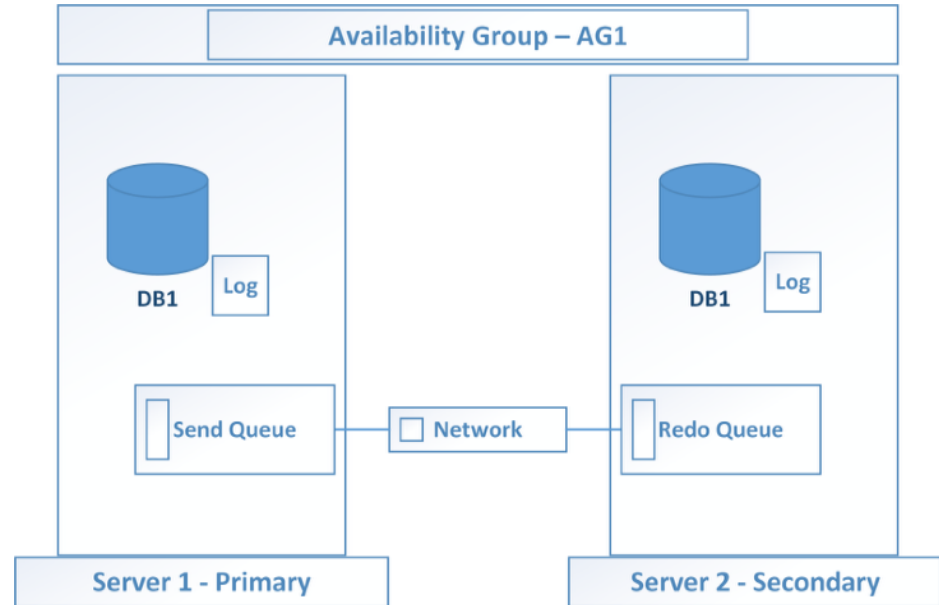 Availability Group – AG1
DB1
Log
DB1
Log
Send Queue
Network
Redo Queue
Server 1 - Primary
Server 2 - Secondary